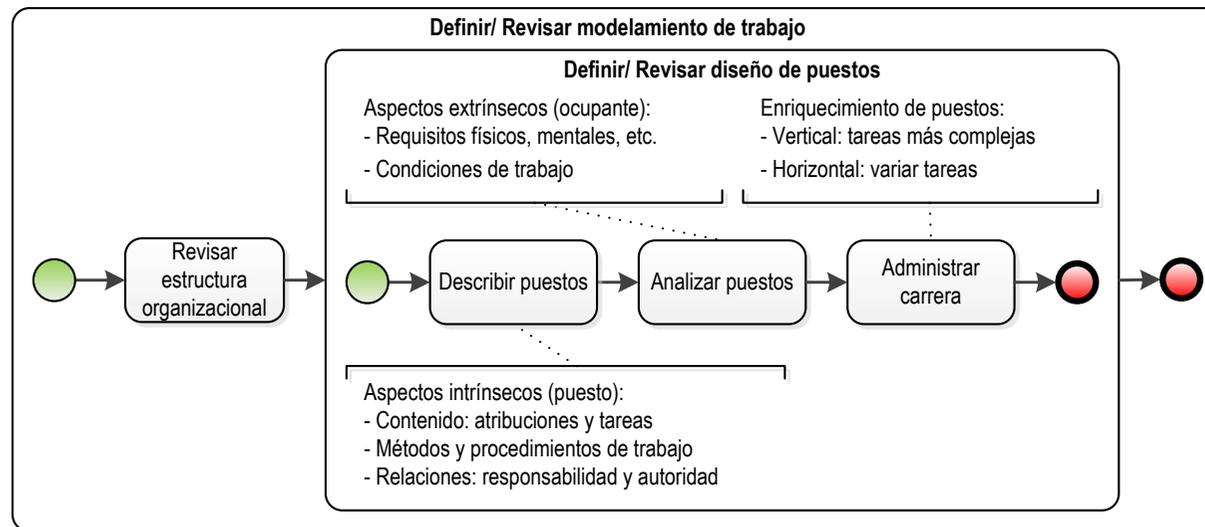 Definir/ Revisar modelamiento de trabajo
Definir/ Revisar diseño de puestos
Aspectos extrínsecos (ocupante):
- Requisitos físicos, mentales, etc.
- Condiciones de trabajo
Enriquecimiento de puestos:
- Vertical: tareas más complejas
- Horizontal: variar tareas
Revisar
estructura
organizacional
Describir puestos
Analizar puestos
Administrar
carrera
Aspectos intrínsecos (puesto):
- Contenido: atribuciones y tareas
- Métodos y procedimientos de trabajo
- Relaciones: responsabilidad y autoridad